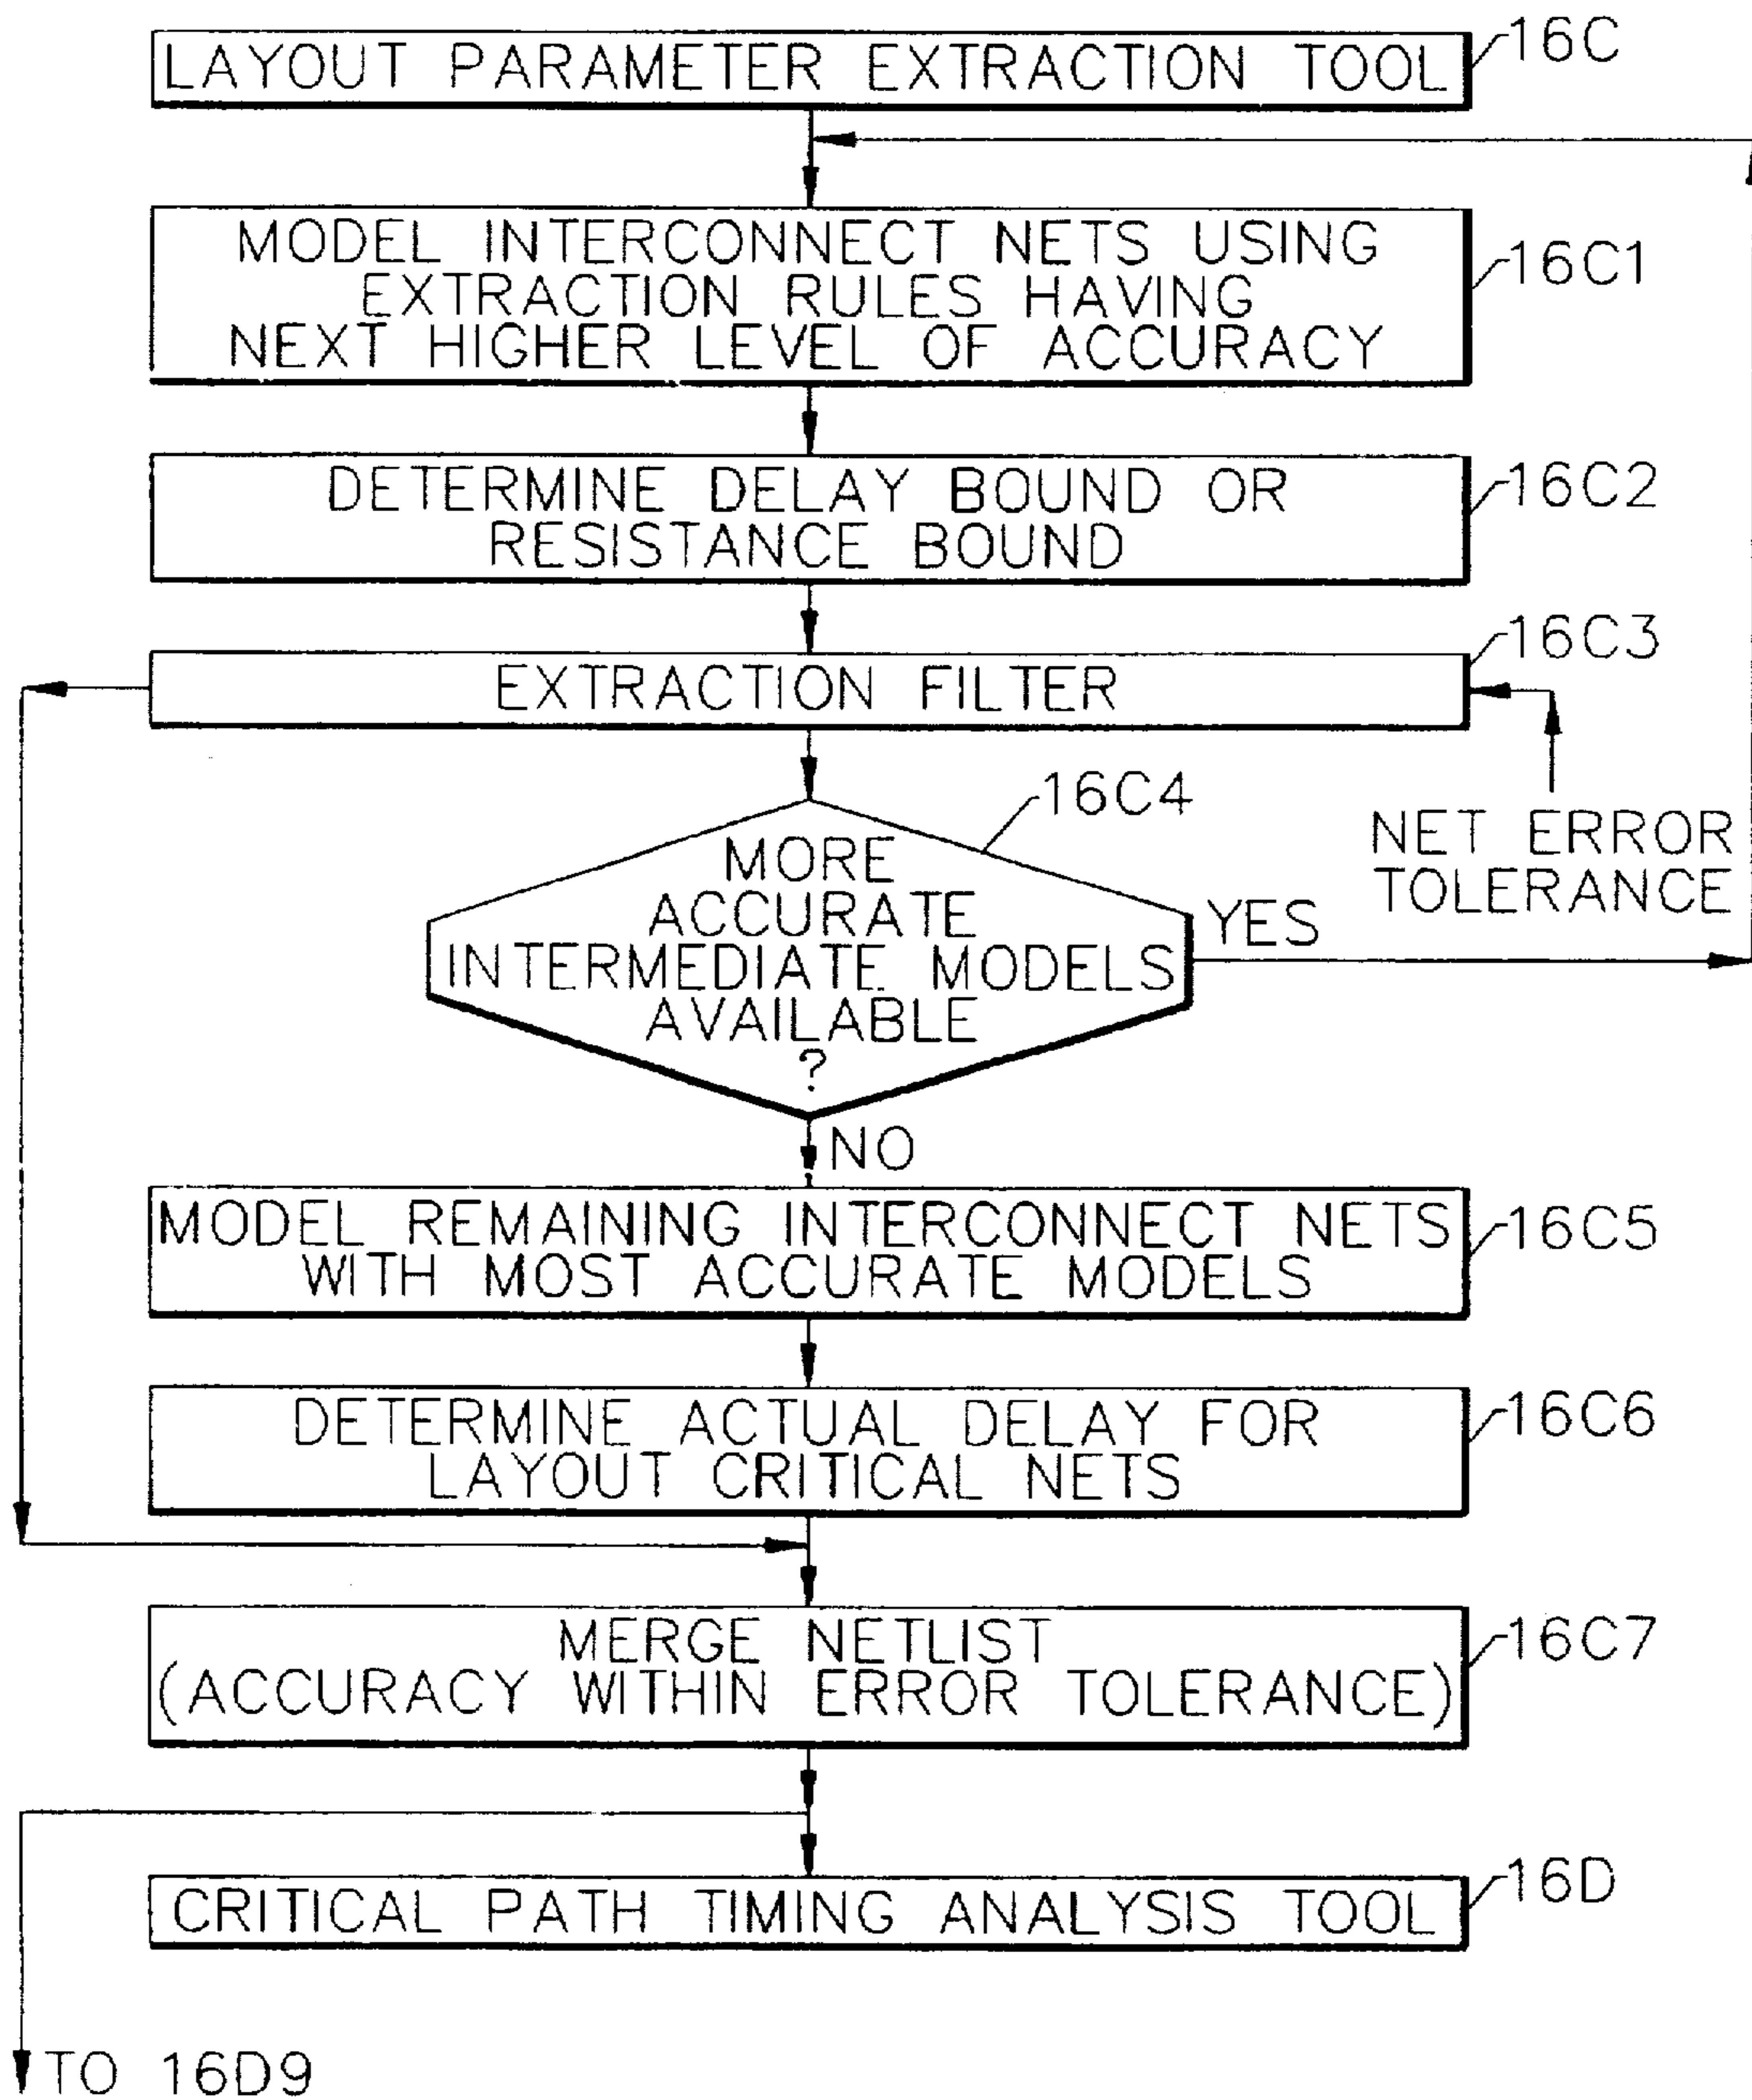 LAYOUT PARAMETER EXTRACTION TOOL
16C
MODEL INTERCONNECT NETS USING
EXTRACTION RULES HAVING
NEXT HIGHER LEVEL OF ACCURACY
16C1
DETERMINE DELAY BOUND OR
RESISTANCE BOUND
16C2
EXTRACTION FILTER
16C3
NET ERROR
TOLERANCE
16C4
MORE
ACCURATE
INTERMEDIATE MODELS
AVAILABLE
?
YES
NO
MODEL REMAINING INTERCONNECT NETS
WITH MOST ACCURATE MODELS
16C5
DETERMINE ACTUAL DELAY FOR
LAYOUT CRITICAL NETS
16C6
MERGE NETLIST
(ACCURACY WITHIN ERROR TOLERANCE)
16C7
CRITICAL PATH TIMING ANALYSIS TOOL
16D
TO 16D9